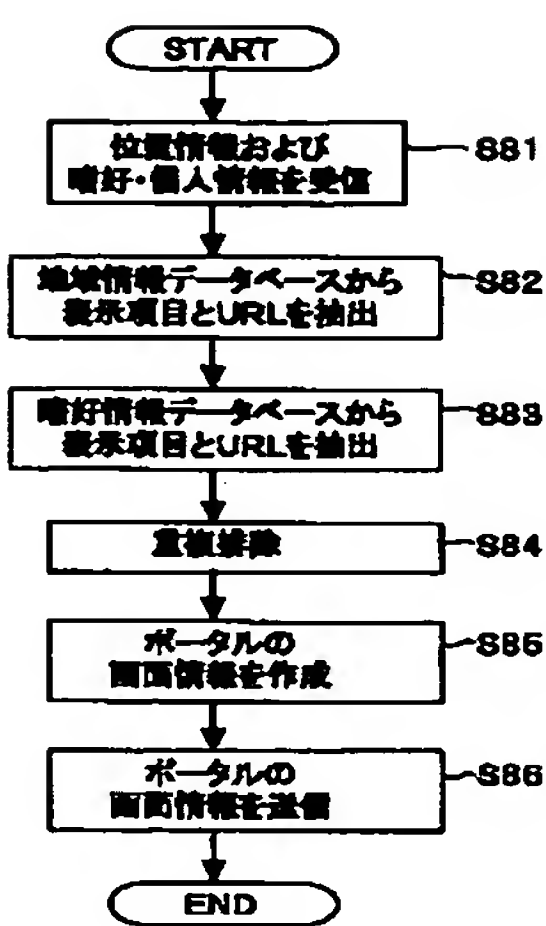 START
位置情報および
嗜好・個人情報を受信
S81
地域情報データベースから
表示項目とURLを抽出
S82
嗜好情報データベースから
表示項目とURLを抽出
S83
重複排除
S84
ポータルの
画面情報を作成
S85
ポータルの
画面情報を送信
S86
END